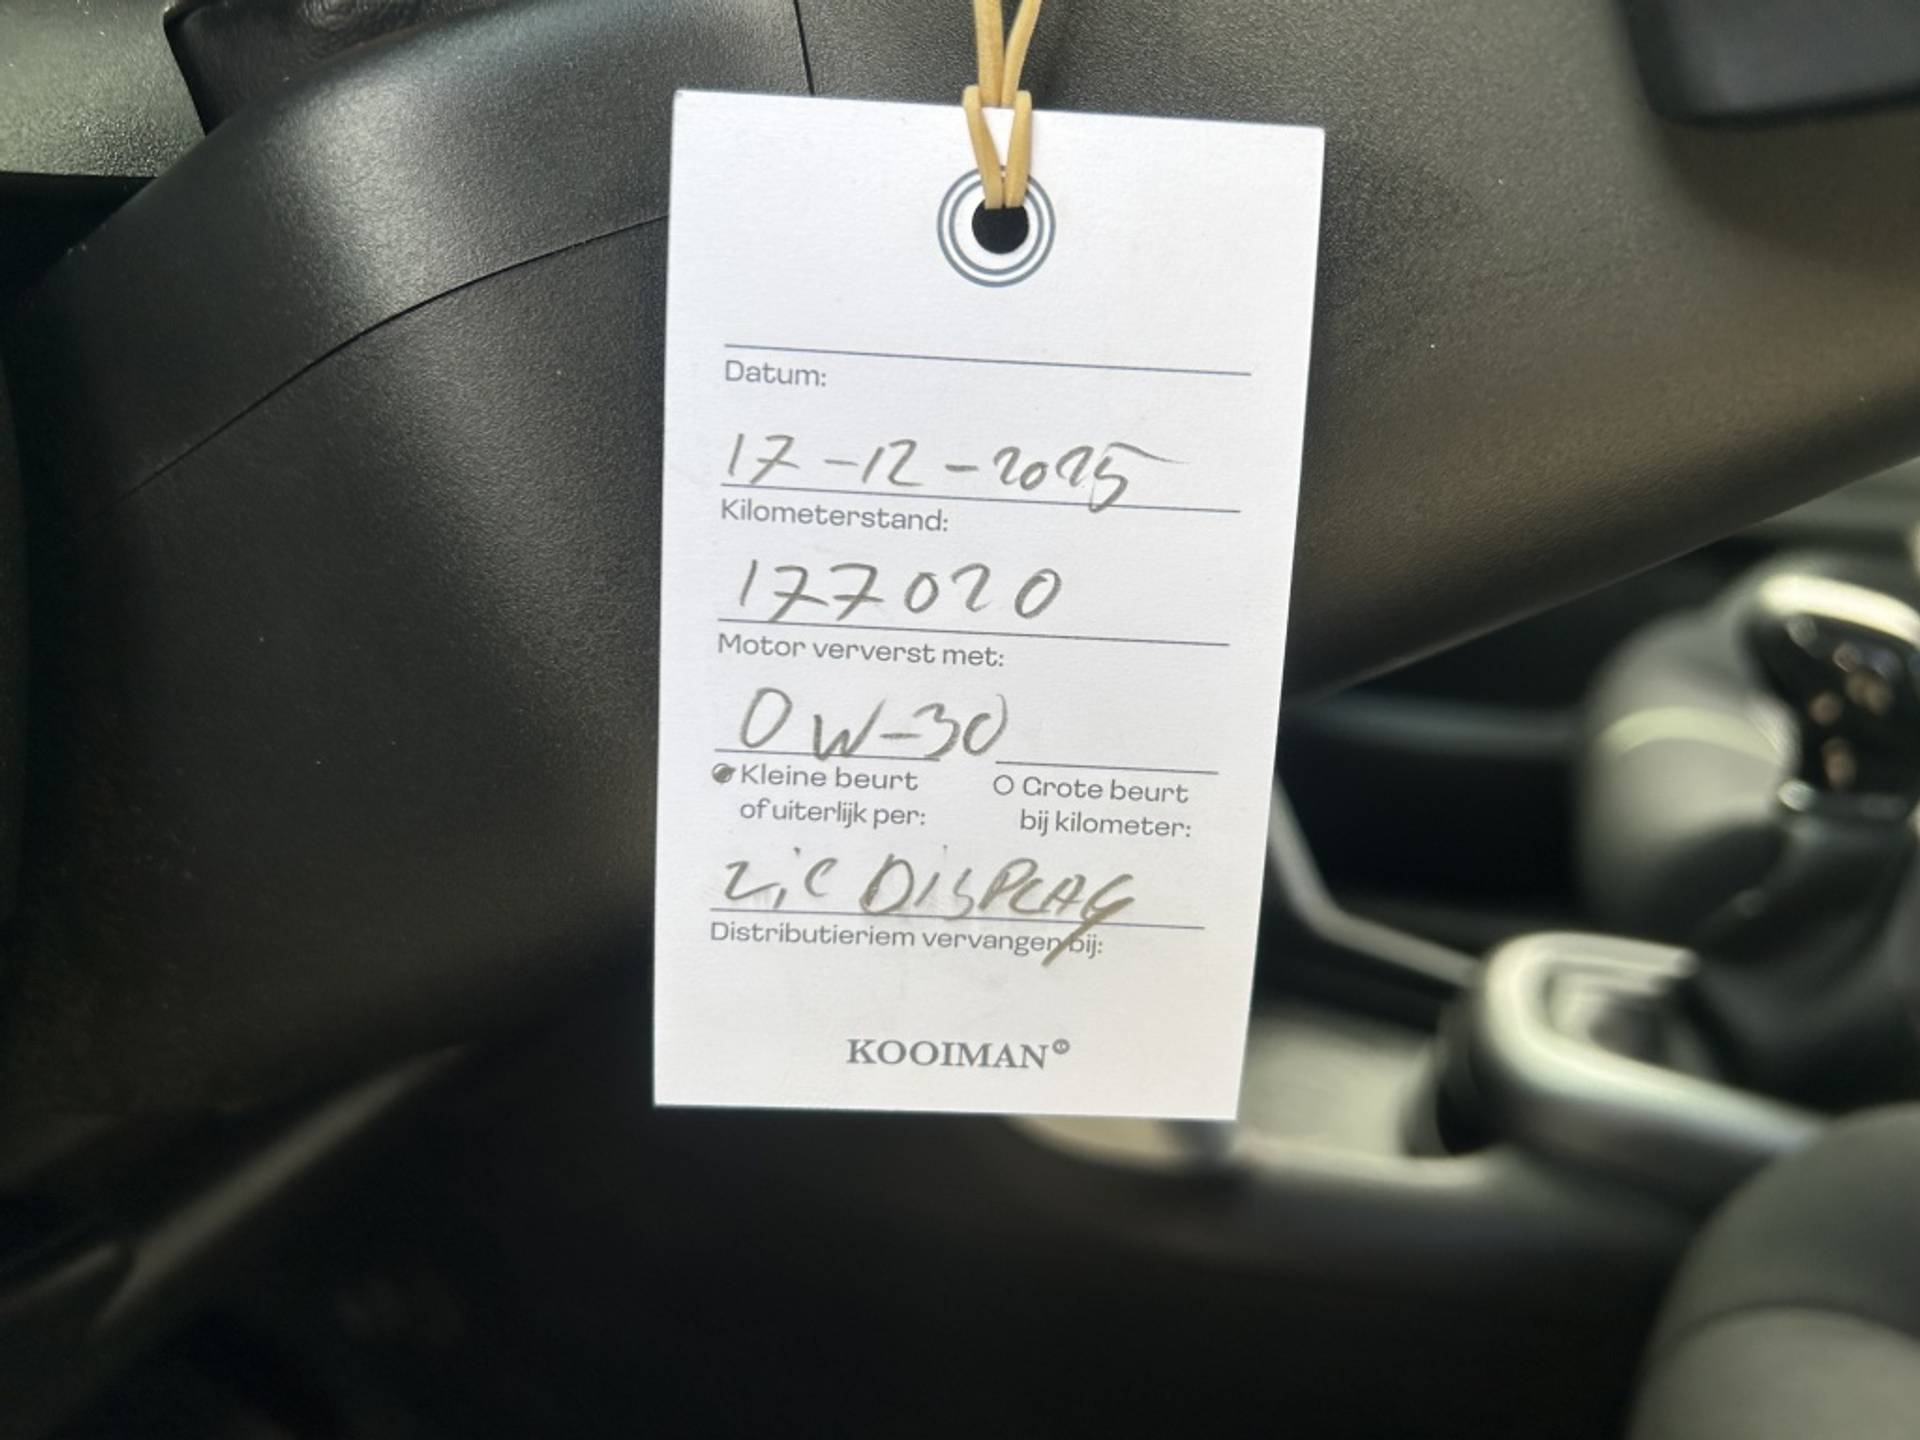 Datum:
17-12-2025
Kilometerstand:
177020
Motor ververst met:
0W-30
Kleine beurt
of uiterlijk per:
Grote beurt
bij kilometer:
ziE DISPLAY
Distributieriem vervangen bij:
KOOIMAN